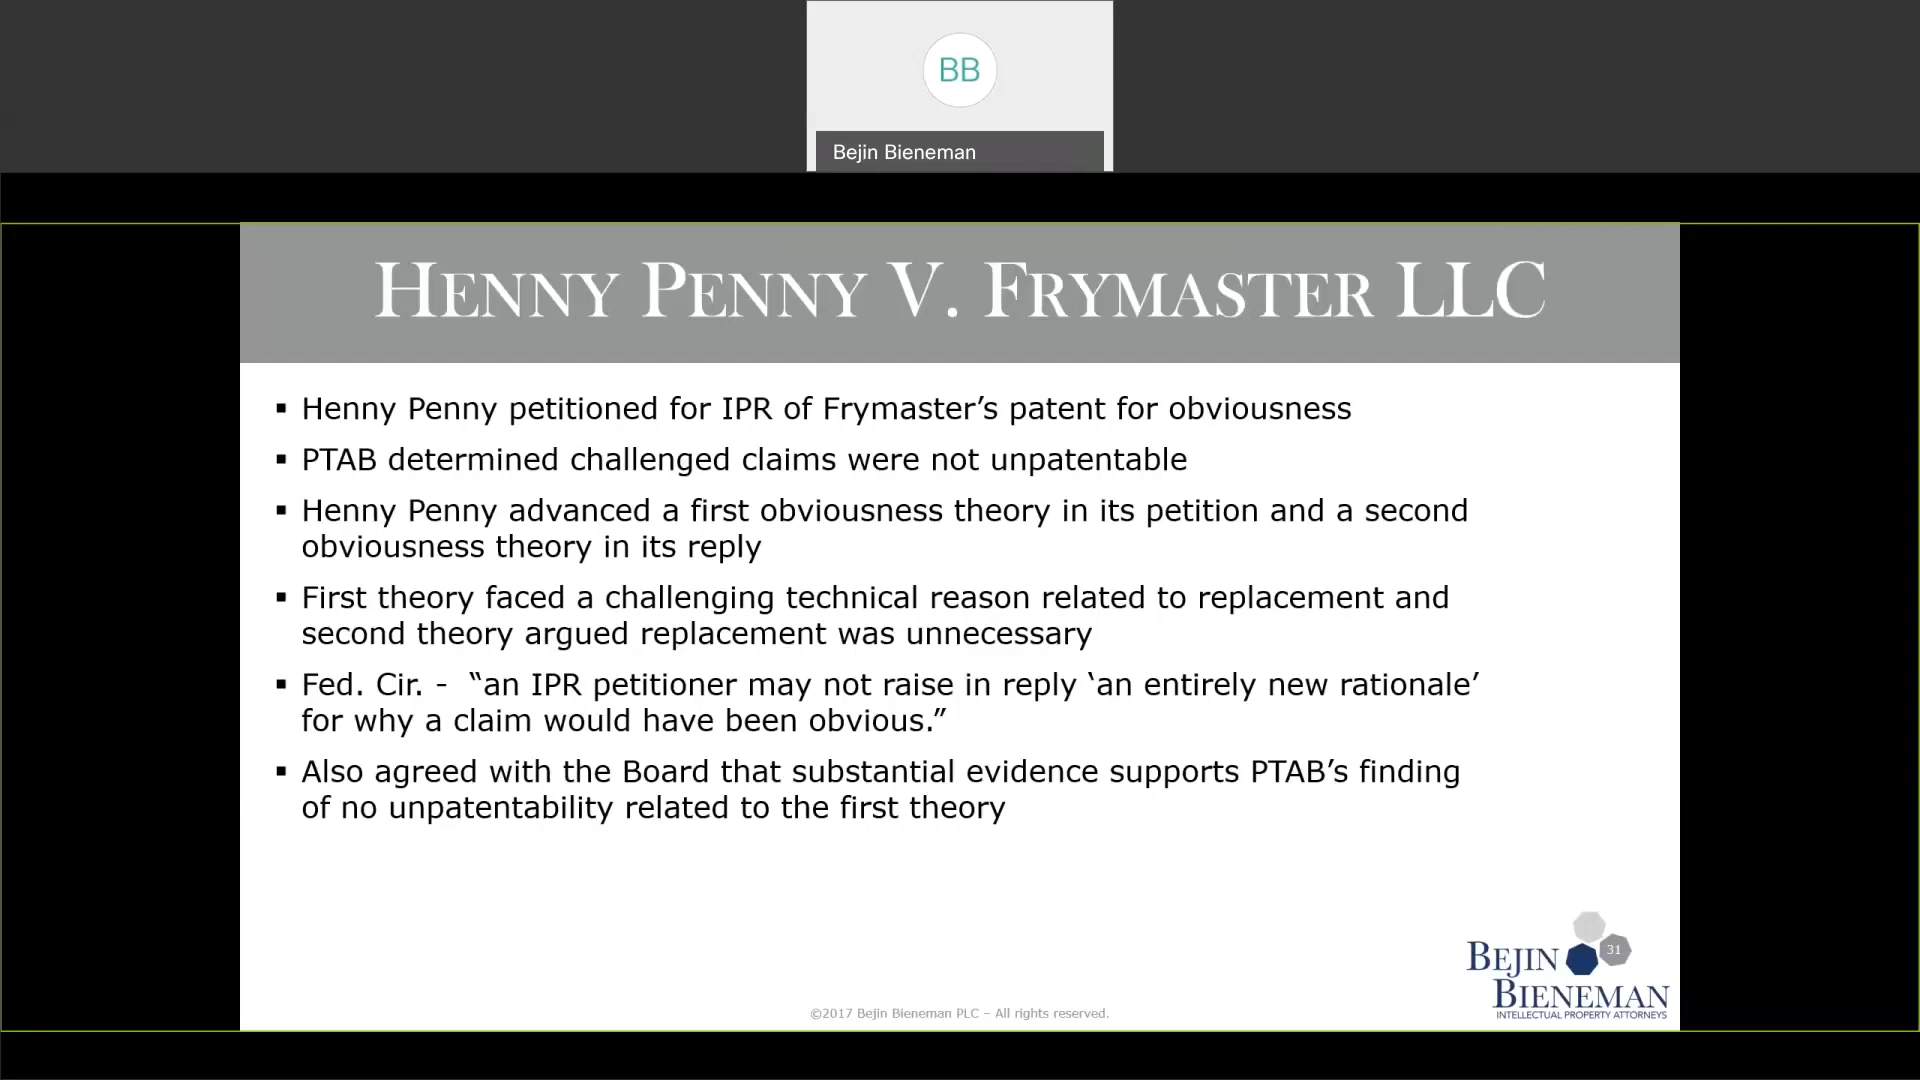 BB
Bejin Bieneman
HENNY PENNY V. FRYMASTER LLC
▪ Henny Penny petitioned for IPR of Frymaster’s patent for obviousness
▪ PTAB determined challenged claims were not unpatentable
▪ Henny Penny advanced a first obviousness theory in its petition and a second
obviousness theory in its reply
▪ First theory faced a challenging technical reason related to replacement and
second theory argued replacement was unnecessary
▪ Fed. Cir. - “an IPR petitioner may not raise in reply ‘an entirely new rationale’
for why a claim would have been obvious.”
▪ Also agreed with the Board that substantial evidence supports PTAB’s finding
of no unpatentability related to the first theory
31
BEJIN
BIENEMAN
INTELLECTUAL PROPERTY ATTORNEYS
©2017 Bejin Bieneman PLC – All rights reserved.